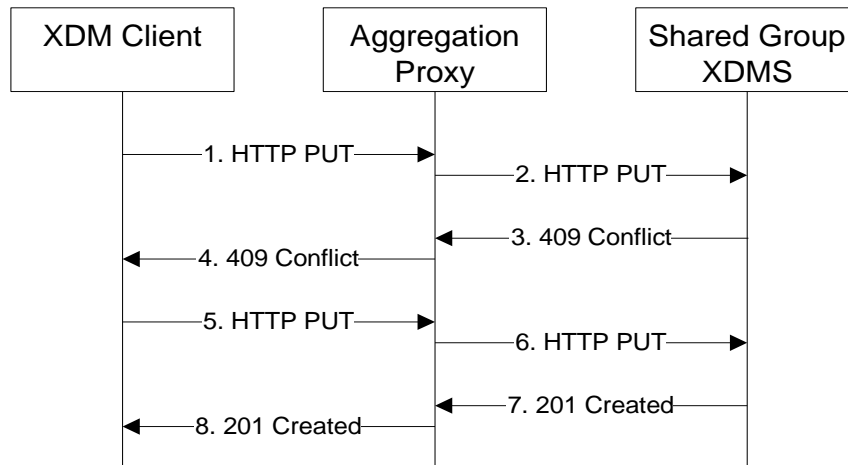 XDM Client
Aggregation
Proxy
Shared Group
XDMS
1. HTTP PUT
2. HTTP PUT
3. 409 Conflict
4. 409 Conflict
5. HTTP PUT
6. HTTP PUT
7. 201 Created
8. 201 Created